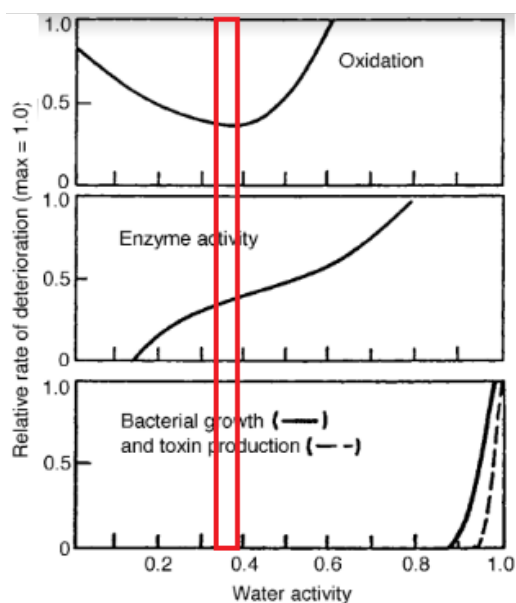 Relative rate of deterioration (max = 1.0)
1.0
Oxidation
0.5
0
1.0
Enzyme activity
0.5
0
1.0
Bacterial growth (——)
and toxin production (– –)
0.5
0
0.2
0.4
0.6
0.8
1.0
Water activity